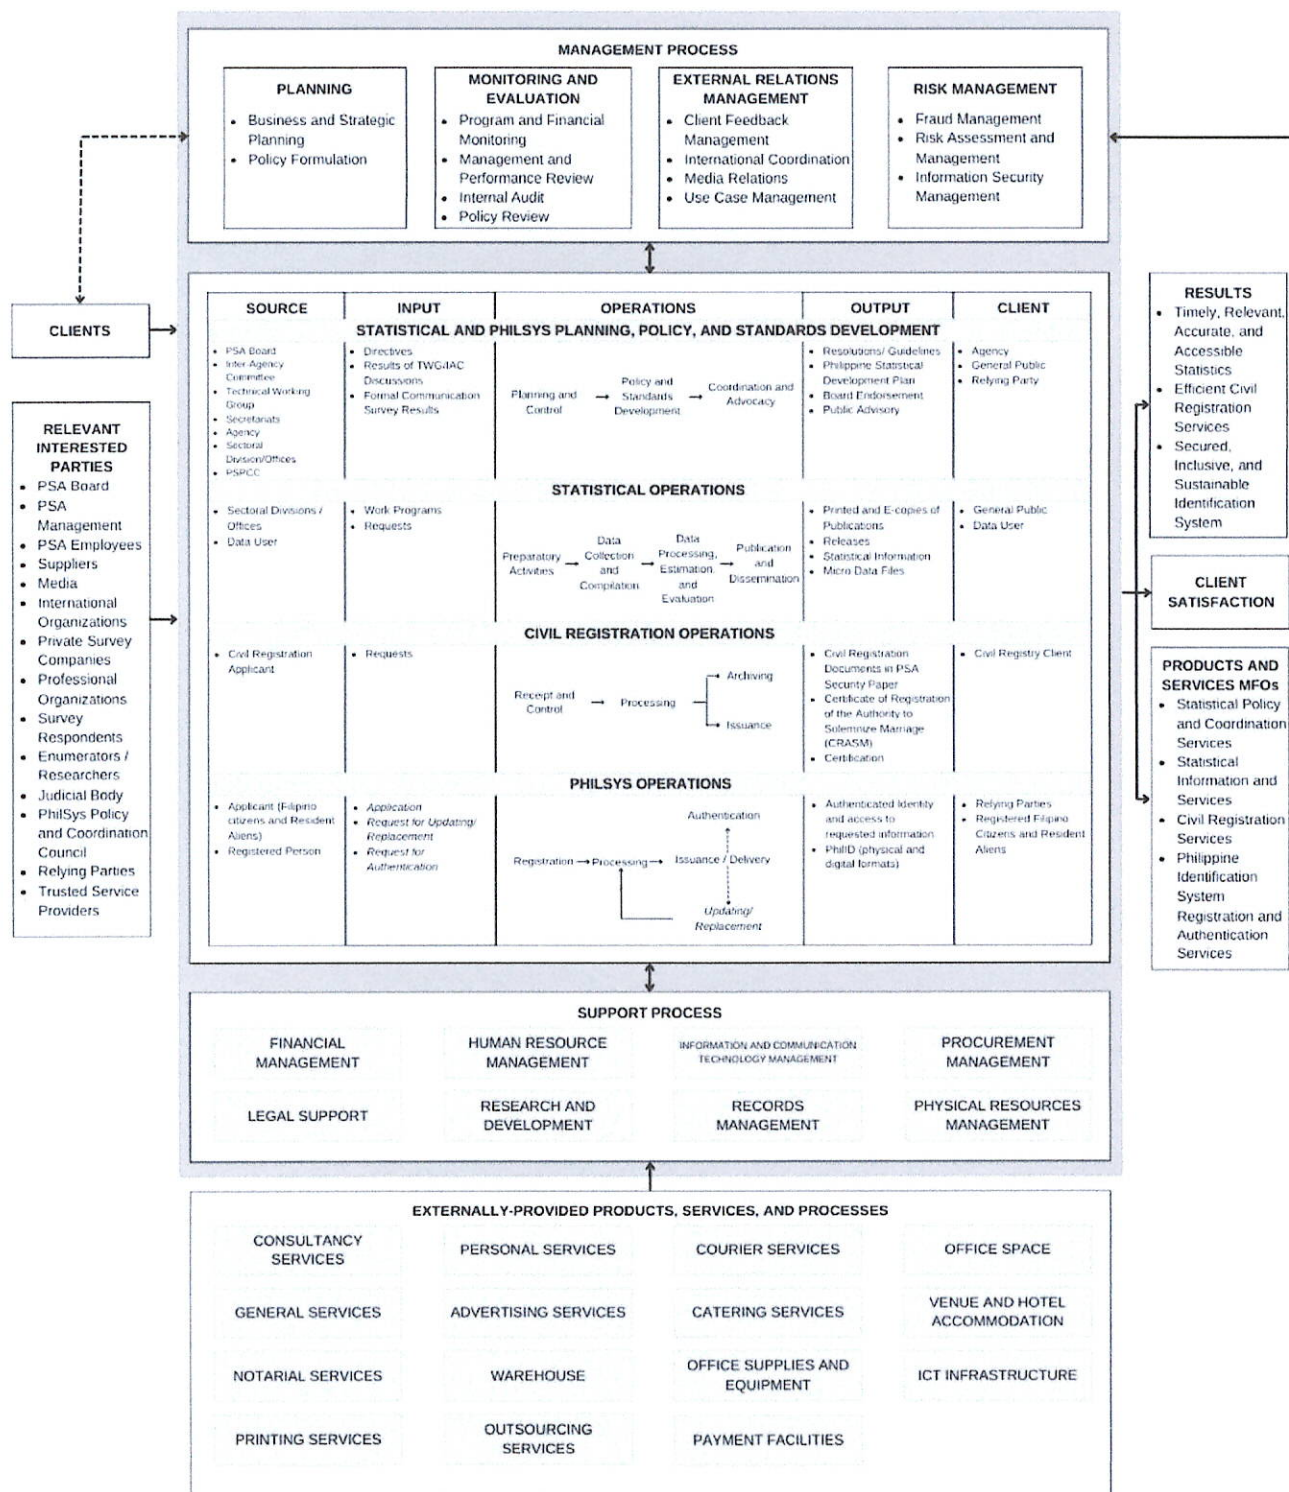 MANAGEMENT PROCESS
PLANNING
• Business and Strategic
Planning
• Policy Formulation
MONITORING AND
EVALUATION
• Program and Financial
Monitoring
• Management and
Performance Review
• Internal Audit
• Policy Review
EXTERNAL RELATIONS
MANAGEMENT
• Client Feedback
Management
• International Coordination
• Media Relations
• Use Case Management
RISK MANAGEMENT
• Fraud Management
• Risk Assessment and
Management
• Information Security
Management
CLIENTS
RELEVANT
INTERESTED
PARTIES
• PSA Board
• PSA
Management
• PSA Employees
• Suppliers
• Media
• International
Organizations
• Private Survey
Companies
• Professional
Organizations
• Survey
Respondents
• Enumerators /
Researchers
• Judicial Body
• PhilSys Policy
and Coordination
Council
• Relying Parties
• Trusted Service
Providers
SOURCE
INPUT
OPERATIONS
OUTPUT
CLIENT
STATISTICAL AND PHILSYS PLANNING, POLICY, AND STANDARDS DEVELOPMENT
• PSA Board
• Inter-Agency
Committee
• Technical Working
Group
• Secretariats
• Agency
• Sectoral
Division/Offices
• PSPCC
• Directives
• Results of TWG/IAC
Discussions
• Formal Communication
Survey Results
Planning and
Control
Policy and
Standards
Development
Coordination and
Advocacy
• Resolutions/ Guidelines
• Philippine Statistical
Development Plan
• Board Endorsement
• Public Advisory
• Agency
• General Public
• Relying Party
STATISTICAL OPERATIONS
• Sectoral Divisions /
Offices
• Data User
• Work Programs
• Requests
Preparatory
Activities
Data
Collection
and
Compilation
Data
Processing,
Estimation,
and
Evaluation
Publication
and
Dissemination
• Printed and E-copies of
Publications
• Releases
• Statistical Information
• Micro Data Files
• General Public
• Data User
CIVIL REGISTRATION OPERATIONS
• Civil Registration
Applicant
• Requests
Receipt and
Control
Processing
Archiving
Issuance
• Civil Registration
Documents in PSA
Security Paper
• Certificate of Registration
of the Authority to
Solemnize Marriage
(CRASM)
• Certification
• Civil Registry Client
PHILSYS OPERATIONS
• Applicant (Filipino
citizens and Resident
Aliens)
• Registered Person
• Application
• Request for Updating/
Replacement
• Request for
Authentication
Authentication
Registration
Processing
Issuance / Delivery
Updating/
Replacement
• Authenticated Identity
and access to
requested information
• PhilID (physical and
digital formats)
• Relying Parties
• Registered Filipino
Citizens and Resident
Aliens
RESULTS
• Timely, Relevant,
Accurate, and
Accessible
Statistics
• Efficient Civil
Registration
Services
• Secured,
Inclusive, and
Sustainable
Identification
System
CLIENT
SATISFACTION
PRODUCTS AND
SERVICES MFOs
• Statistical Policy
and Coordination
Services
• Statistical
Information and
Services
• Civil Registration
Services
• Philippine
Identification
System
Registration and
Authentication
Services
SUPPORT PROCESS
FINANCIAL
MANAGEMENT
HUMAN RESOURCE
MANAGEMENT
INFORMATION AND COMMUNICATION
TECHNOLOGY MANAGEMENT
PROCUREMENT
MANAGEMENT
LEGAL SUPPORT
RESEARCH AND
DEVELOPMENT
RECORDS
MANAGEMENT
PHYSICAL RESOURCES
MANAGEMENT
EXTERNALLY-PROVIDED PRODUCTS, SERVICES, AND PROCESSES
CONSULTANCY
SERVICES
PERSONAL SERVICES
COURIER SERVICES
OFFICE SPACE
GENERAL SERVICES
ADVERTISING SERVICES
CATERING SERVICES
VENUE AND HOTEL
ACCOMMODATION
NOTARIAL SERVICES
WAREHOUSE
OFFICE SUPPLIES AND
EQUIPMENT
ICT INFRASTRUCTURE
PRINTING SERVICES
OUTSOURCING
SERVICES
PAYMENT FACILITIES